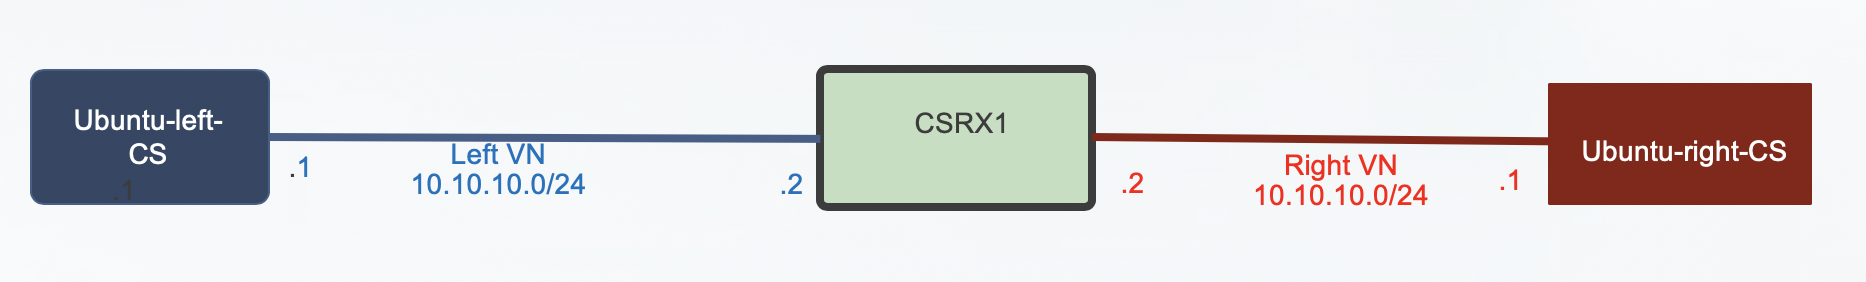 Ubuntu-left-
CS
.1
.1
Left VN
10.10.10.0/24
.2
CSRX1
.2
Right VN
10.10.10.0/24
.1
Ubuntu-right-CS